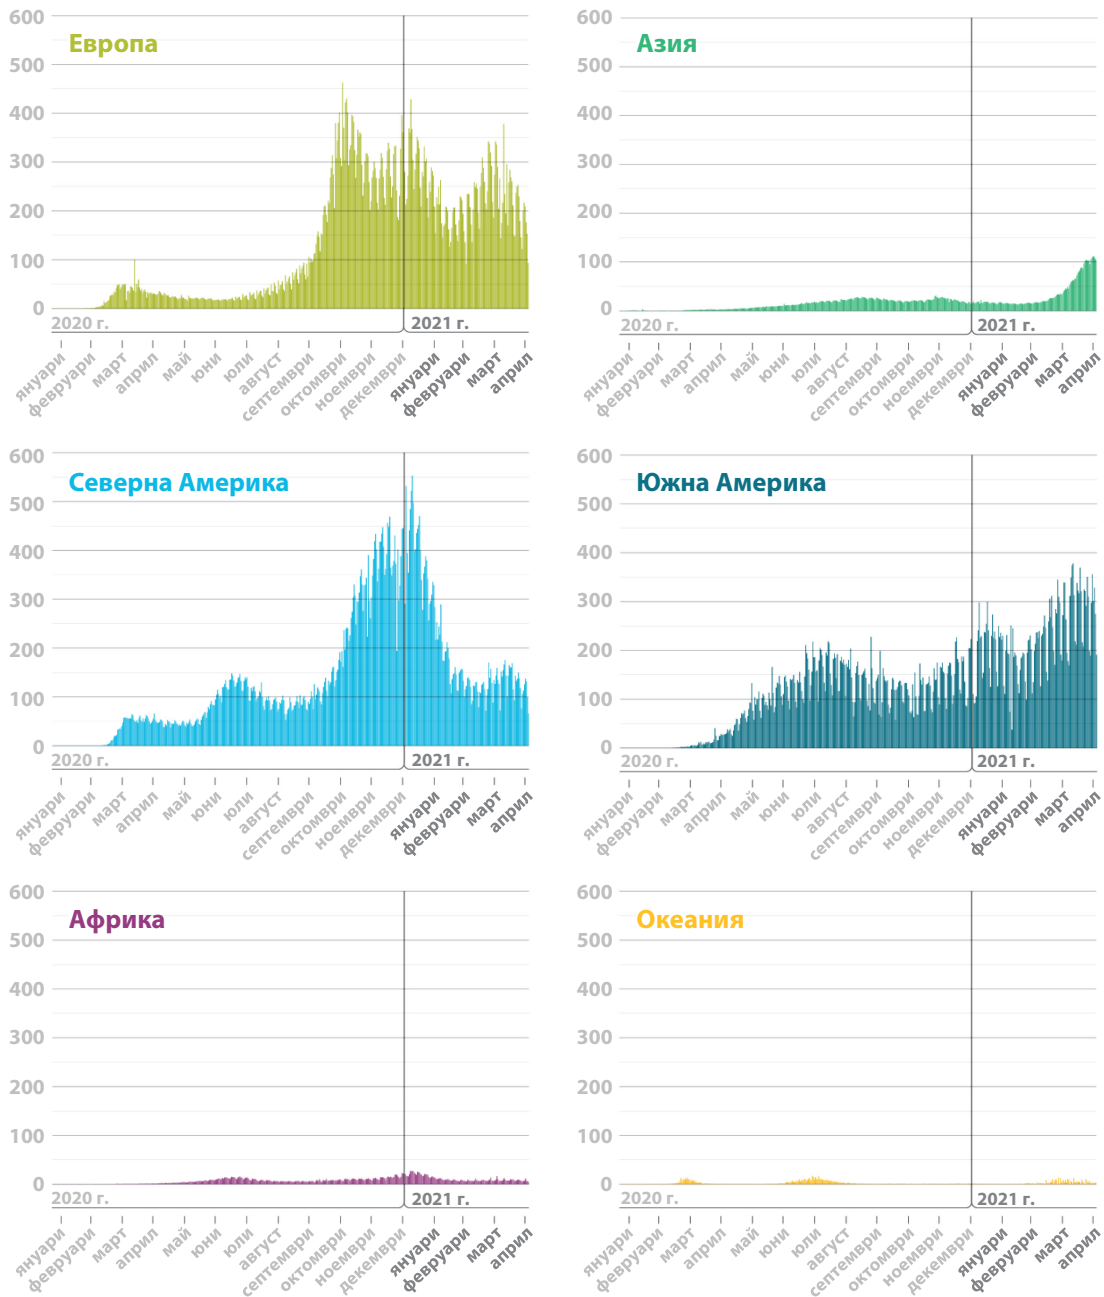 Европа
600
500
400
300
200
100
0
2020 г.
2021 г.
януари
февруари
март
април
май
юни
юли
август
септември
октомври
ноември
декември
януари
февруари
март
април
Азия
600
500
400
300
200
100
0
2020 г.
2021 г.
януари
февруари
март
април
май
юни
юли
август
септември
октомври
ноември
декември
януари
февруари
март
април
Северна Америка
600
500
400
300
200
100
0
2020 г.
2021 г.
януари
февруари
март
април
май
юни
юли
август
септември
октомври
ноември
декември
януари
февруари
март
април
Южна Америка
600
500
400
300
200
100
0
2020 г.
2021 г.
януари
февруари
март
април
май
юни
юли
август
септември
октомври
ноември
декември
януари
февруари
март
април
Африка
600
500
400
300
200
100
0
2020 г.
2021 г.
януари
февруари
март
април
май
юни
юли
август
септември
октомври
ноември
декември
януари
февруари
март
април
Океания
600
500
400
300
200
100
0
2020 г.
2021 г.
януари
февруари
март
април
май
юни
юли
август
септември
октомври
ноември
декември
януари
февруари
март
април